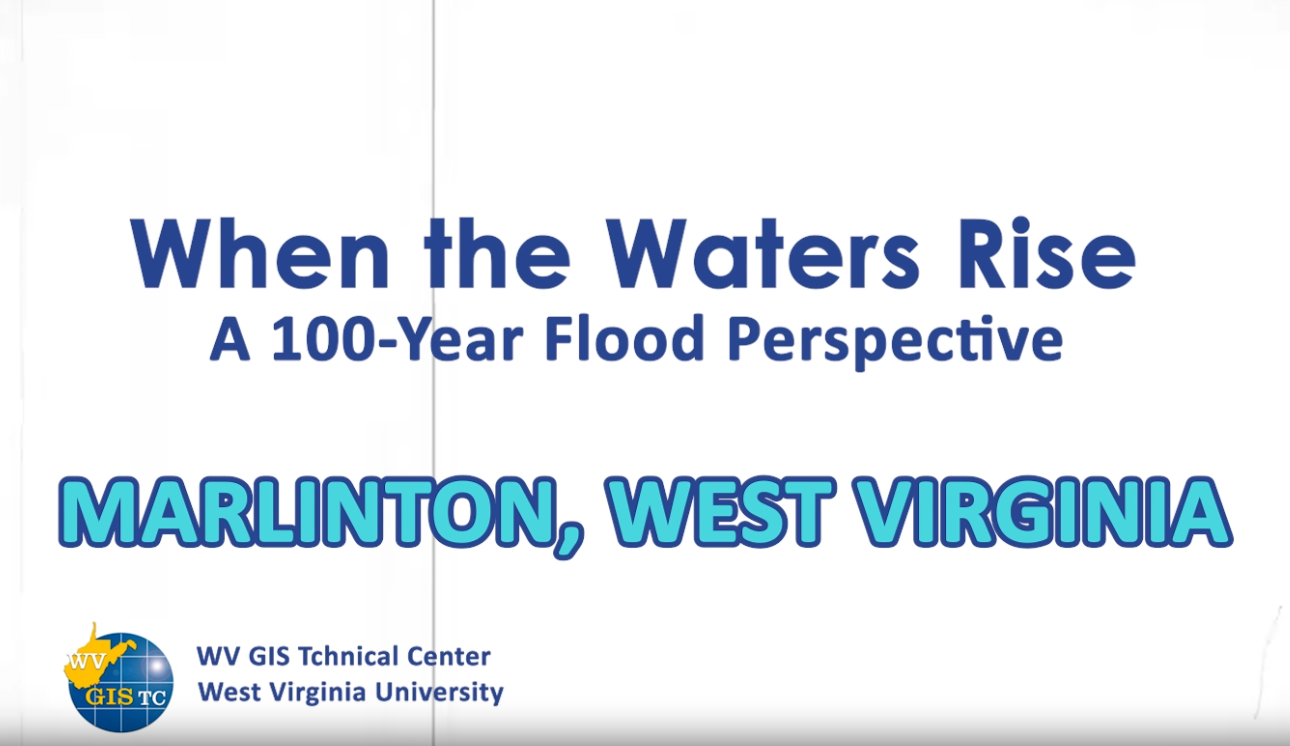 When the Waters Rise
A 100-Year Flood Perspective
MARLINTON, WEST VIRGINIA
WV
GIS TC
WV GIS Tchnical Center
West Virginia University